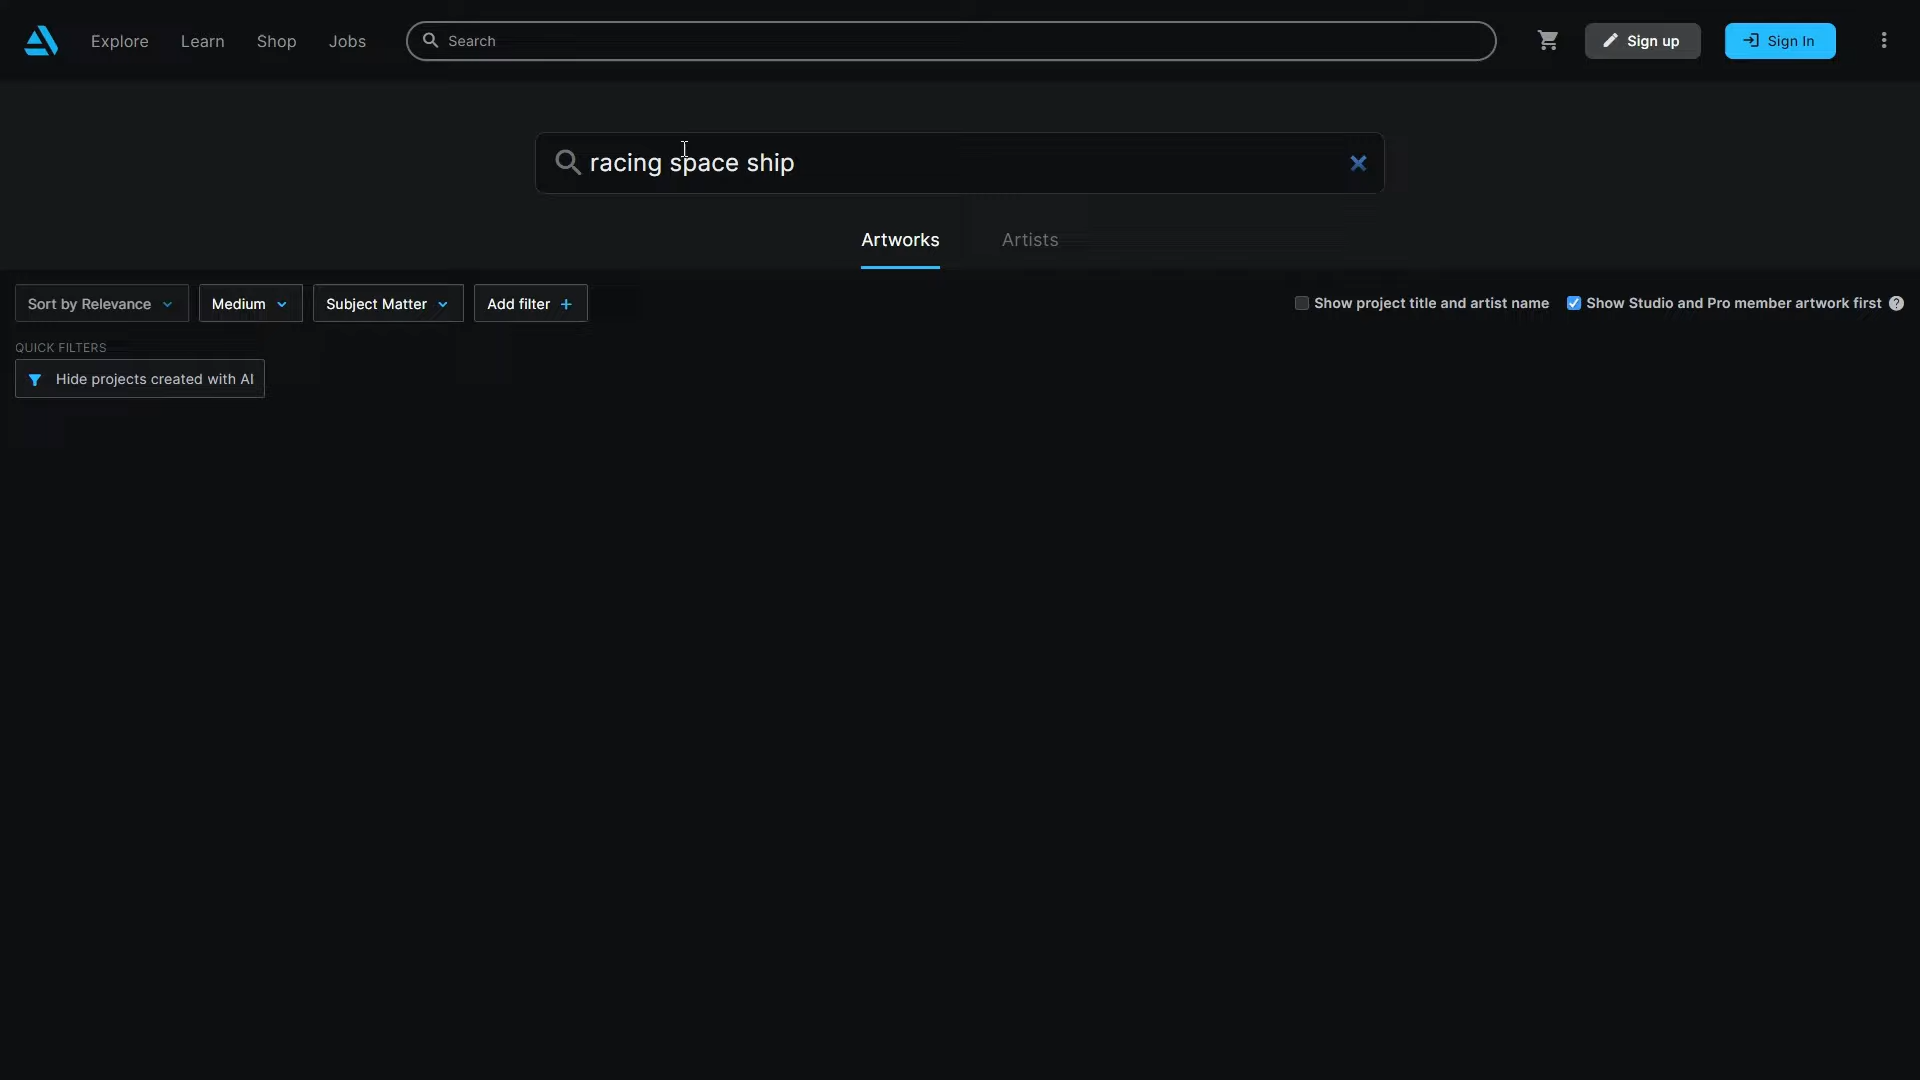 Explore Learn Shop Jobs Search Sign up Sign In
racing space ship
Artworks Artists
Sort by Relevance Medium Subject Matter Add filter + Show project title and artist name Show Studio and Pro member artwork first ?
QUICK FILTERS
Hide projects created with AI